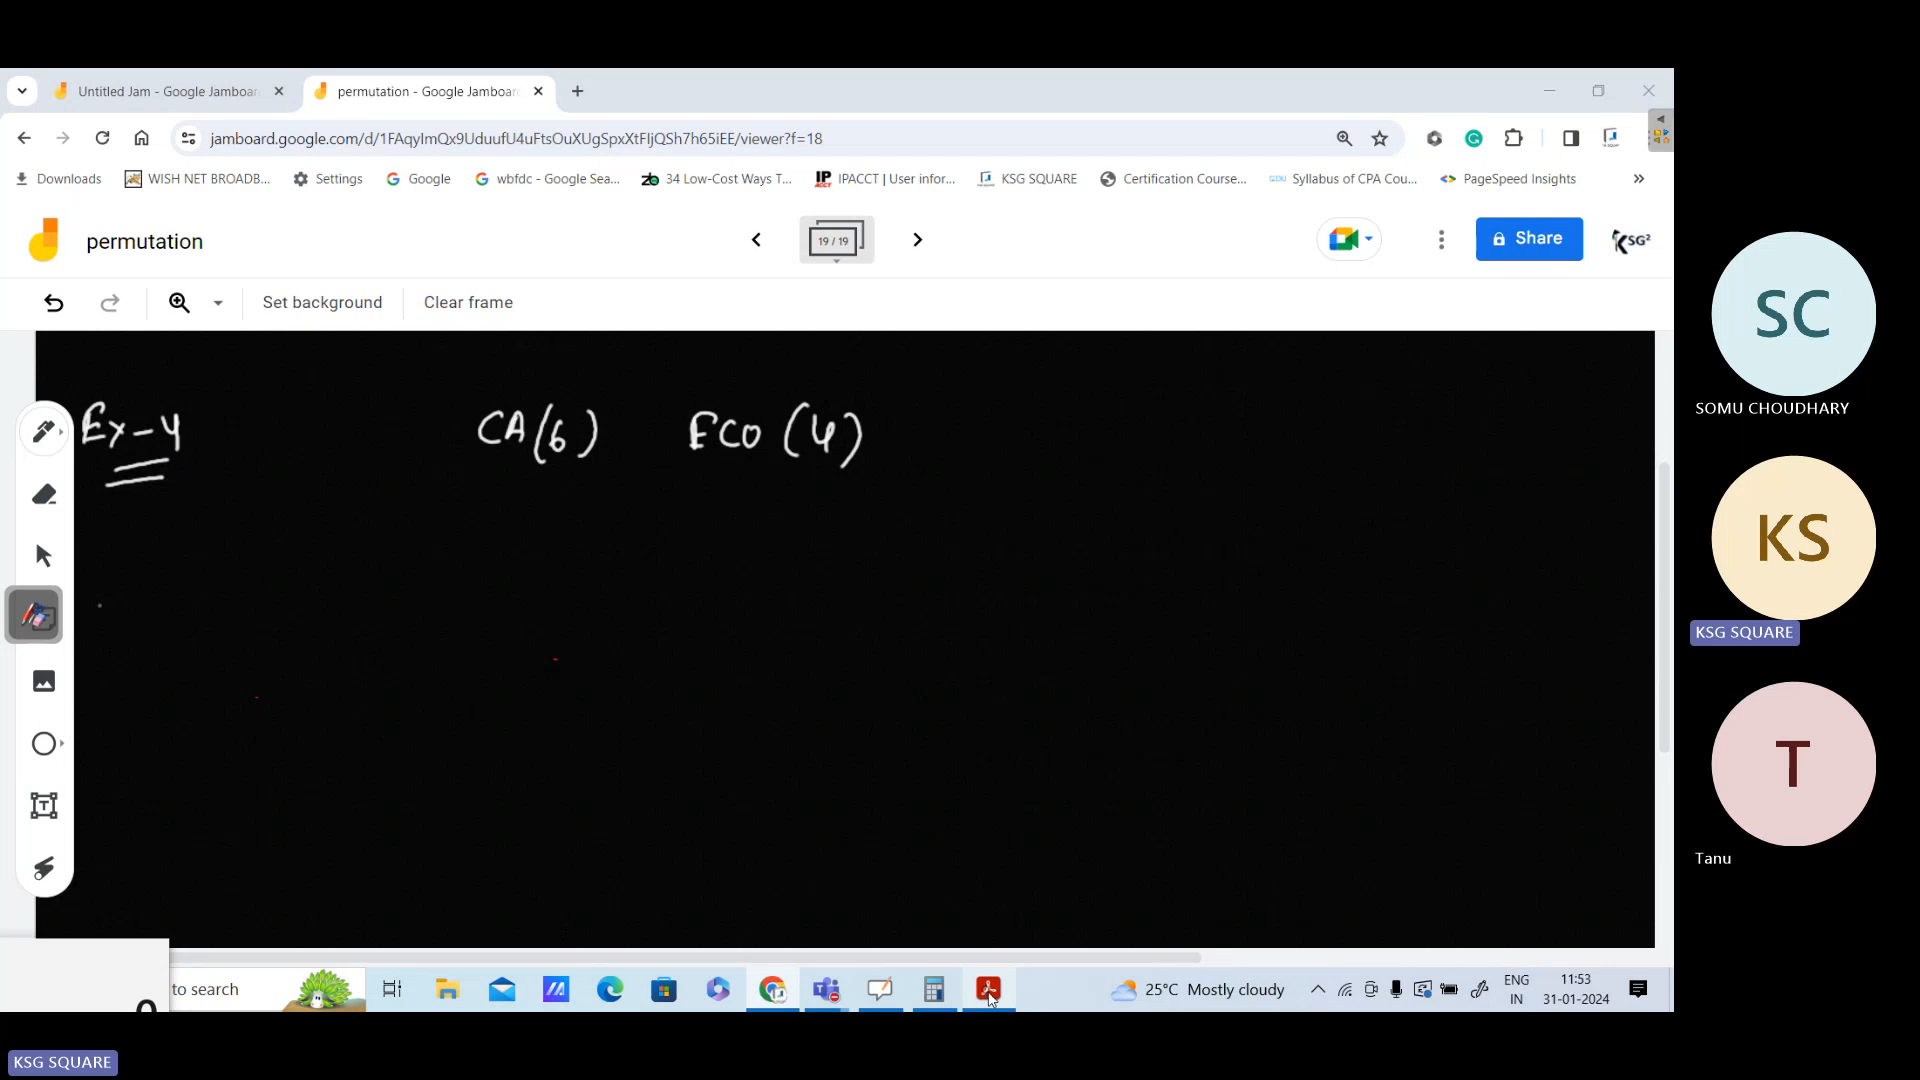 Untitled Jam - Google Jamboar
permutation - Google Jamboar
jamboard.google.com/d/1FAqyImQx9UduufU4uFtsOuXUgSpxXtFIjQSh7h65iEE/viewer?f=18
Downloads WISH NET BROADB... Settings Google wbfdc - Google Sea... 34 Low-Cost Ways T... IPACCT | User infor... KSG SQUARE Certification Course... Syllabus of CPA Cou... PageSpeed Insights
permutation
19 / 19
Share
KSG²
Set background Clear frame
Ex-4 CA(6) ECO (4)
SC
SOMU CHOUDHARY
KS
KSG SQUARE
T
Tanu
to search
25°C Mostly cloudy
ENG
IN
11:53
31-01-2024
KSG SQUARE